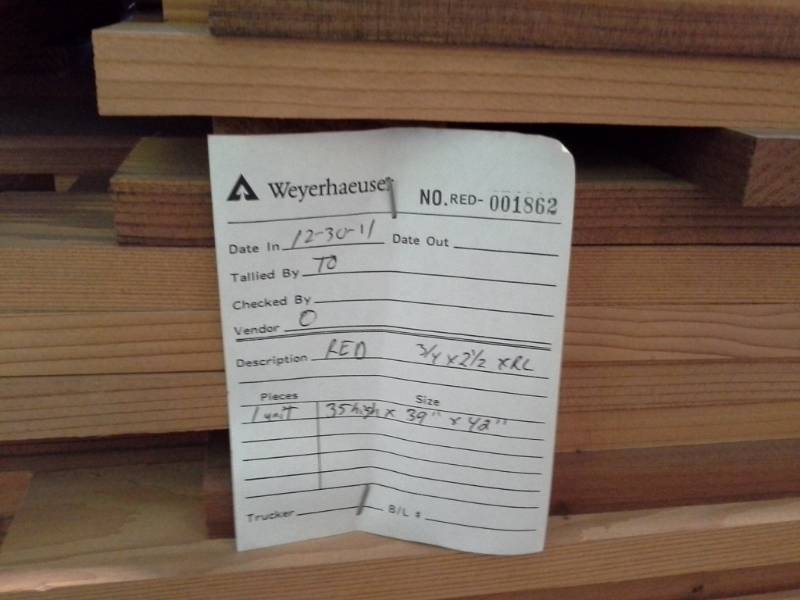 Weyerhaeuser NO. RED- 001862
Date In 12-30-11 Date Out
Tallied By TO
Checked By
Vendor O
Description RED 3/4 x 2 1/2 x RL
Pieces Size
1 unit 35 high x 39" x 42"
Trucker B/L #